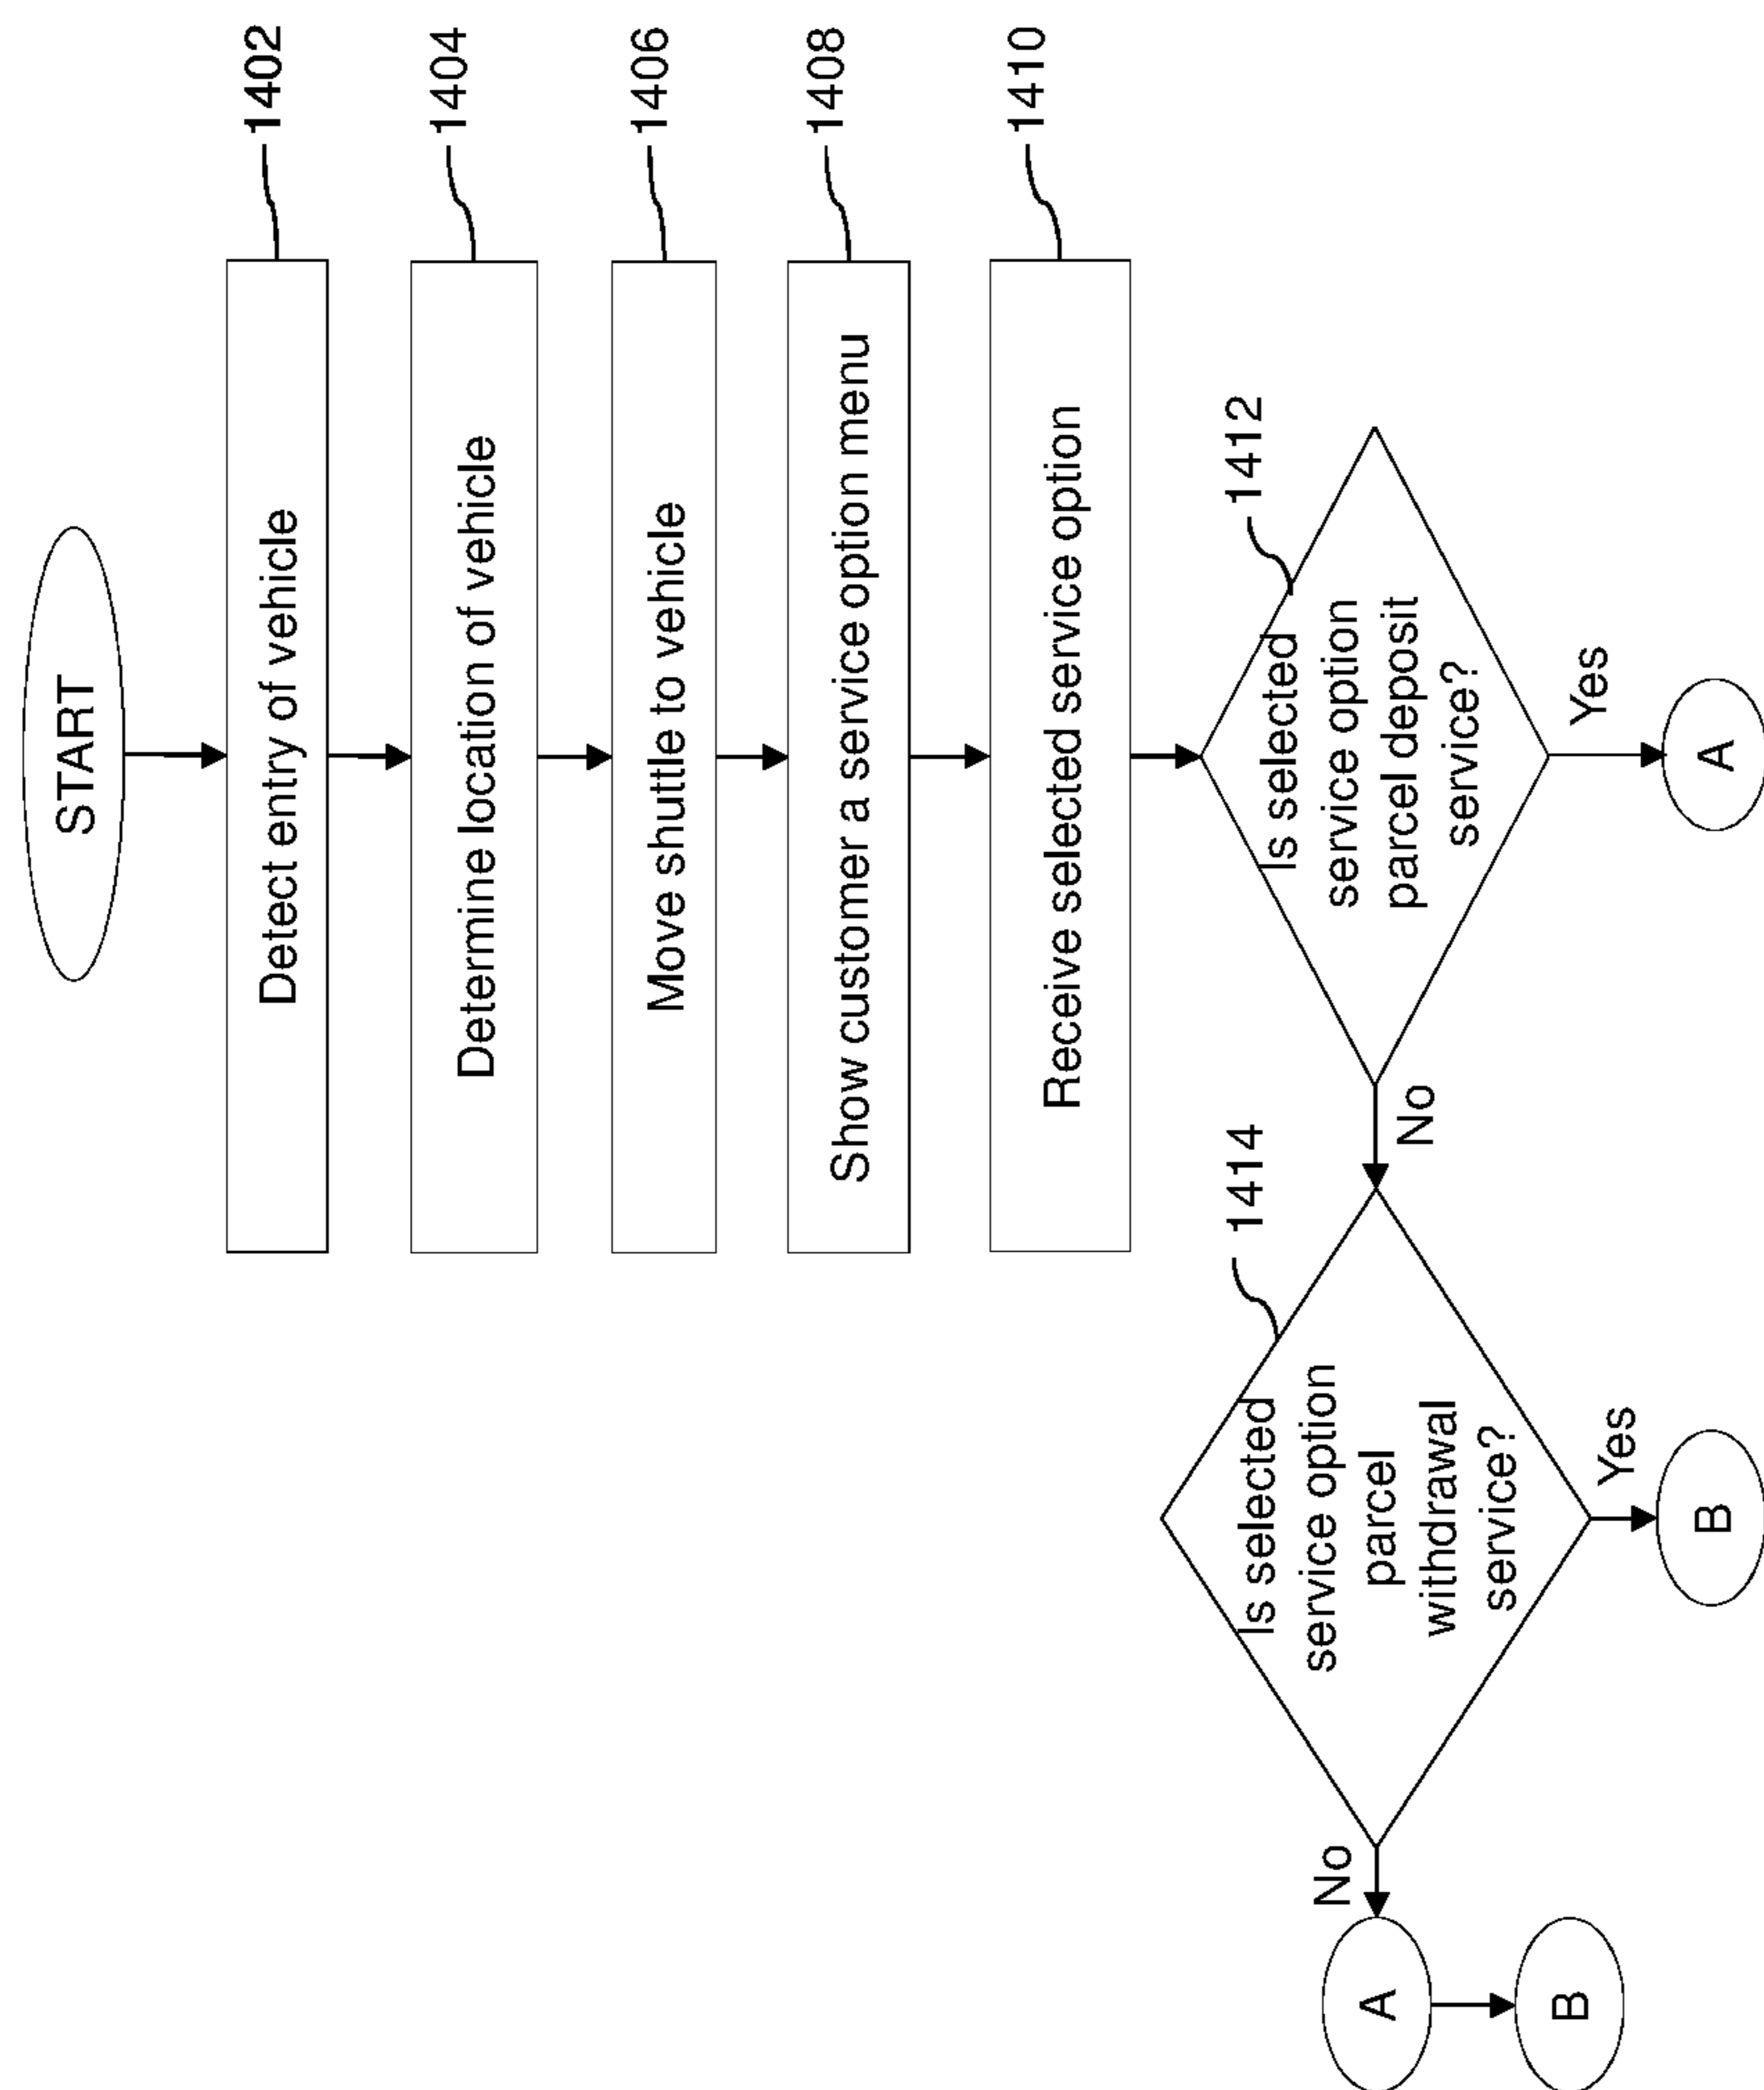 START
Detect entry of vehicle
1402
Determine location of vehicle
1404
Move shuttle to vehicle
1406
Show customer a service option menu
1408
Receive selected service option
1410
1412
Is selected
service option
parcel deposit
service?
Yes
A
No
1414
Is selected
service option
parcel
withdrawal
service?
Yes
B
No
A
B